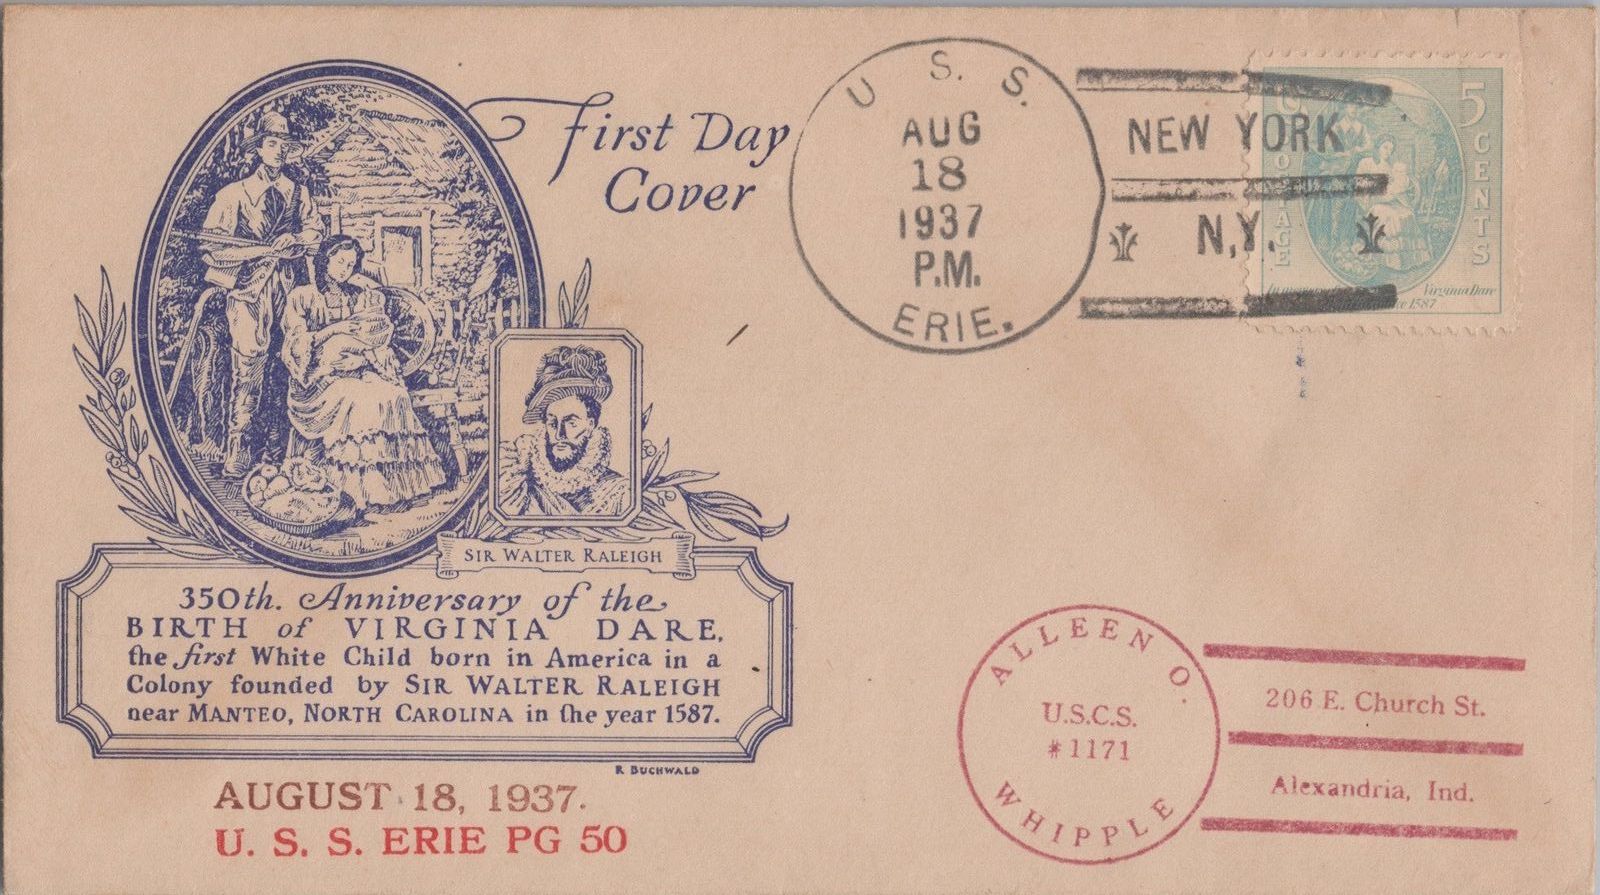 First Day
Cover
SIR WALTER RALEIGH
350th. Anniversary of the
BIRTH of VIRGINIA DARE,
the first White Child born in America in a
Colony founded by SIR WALTER RALEIGH
near MANTEO, NORTH CAROLINA in the year 1587.
R BUCHWALD
AUGUST 18, 1937.
U. S. S. ERIE PG 50
U. S. S.
AUG
18
1937
P.M.
ERIE.
NEW YORK
N.Y.
5 CENTS
Virginia Dare
1587
ALLEEN O.
U.S.C.S.
#1171
WHIPPLE
206 E. Church St.
Alexandria, Ind.